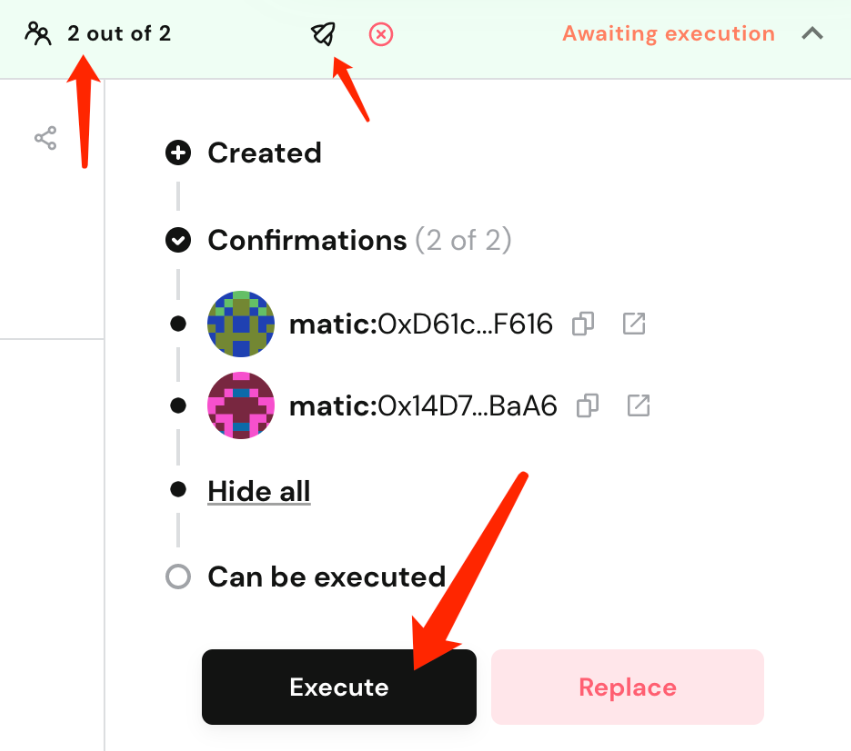 2 out of 2
Awaiting execution
Created
Confirmations (2 of 2)
matic:0xD61c...F616
matic:0x14D7...BaA6
Hide all
Can be executed
Execute
Replace